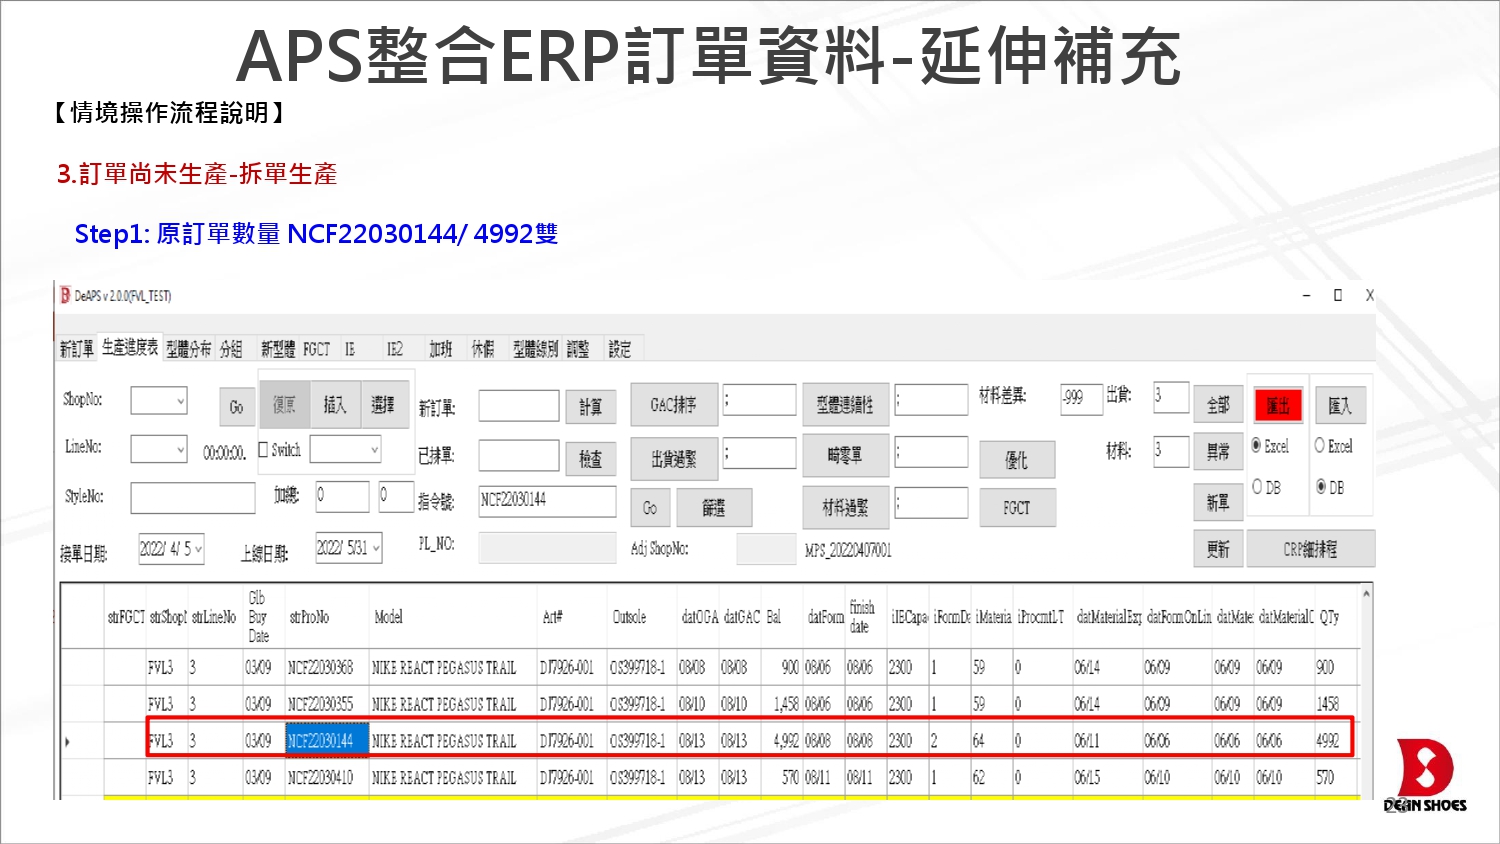 APS整合ERP訂單資料-延伸補充
【情境操作流程說明】
3.訂單尚未生產-拆單生產
Step1: 原訂單數量 NCF22030144/ 4992雙
DeAPS v 2.0.0(FVL_TEST)
新訂單 生產進度表 型體分布 分組 新型體 FGCT IE IE2 加班 休假 型體線別 調整 設定
ShopNo: Go 復原 插入 選擇 新訂單: 計算 GAC排序 ; 型體連續性 ; 材料差異: -999 出貨: 3 全部 匯出 匯入
LineNo: 00:00:00. Switch 已揀單: 檢查 出貨過緊 ; 畸零單 ; 優化 材料: 3 異常 Excel Excel
StyleNo: 加總: 0 0 指令號: NCF22030144 Go 篩選 材料過緊 ; FGCT 新單 DB DB
接單日期: 2022/ 4/ 5 上線日期: 2022/ 5/31 PL_NO: Adj ShopNo: MPS_20220407001 更新 CRP細排程
strFGCT strShopN strLineNo Glb Buy Date strProNo Model Art# Outsole datOGA datGAC Bal datForm finish date iIECapa iFormDa iMateria iProcmtLT datMaterialExp datFormOnLin datMater datMaterialC QTy
FVL3 3 03/09 NCF22030368 NIKE REACT PEGASUS TRAIL DJ7926-001 OS399718-1 08/08 08/08 900 08/06 08/06 2300 1 59 0 06/14 06/09 06/09 06/09 900
FVL3 3 03/09 NCF22030355 NIKE REACT PEGASUS TRAIL DJ7926-001 OS399718-1 08/10 08/10 1,458 08/06 08/06 2300 1 59 0 06/14 06/09 06/09 06/09 1458
FVL3 3 03/09 NCF22030144 NIKE REACT PEGASUS TRAIL DJ7926-001 OS399718-1 08/13 08/13 4,992 08/08 08/08 2300 2 64 0 06/11 06/06 06/06 06/06 4992
FVL3 3 03/09 NCF22030410 NIKE REACT PEGASUS TRAIL DJ7926-001 OS399718-1 08/13 08/13 570 08/11 08/11 2300 1 62 0 06/15 06/10 06/10 06/10 570
DEAN SHOES